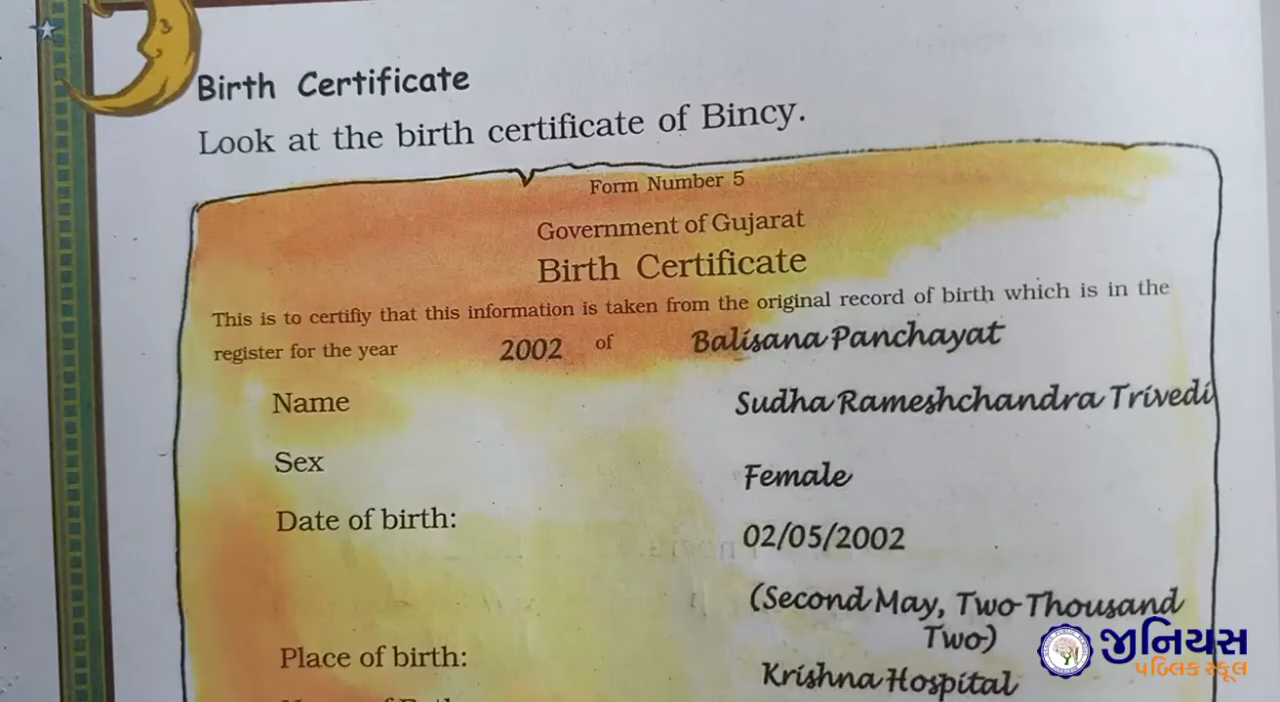 Birth Certificate
Look at the birth certificate of Bincy.
Form Number 5
Government of Gujarat
Birth Certificate
This is to certifiy that this information is taken from the original record of birth which is in the
register for the year 2002 of Balisana Panchayat
Name Sudha Rameshchandra Trivedi
Sex Female
Date of birth: 02/05/2002
(Second May, Two Thousand
Two)
Place of birth: Krishna Hospital
જીનિયસ
પબ્લિક સ્કૂલ